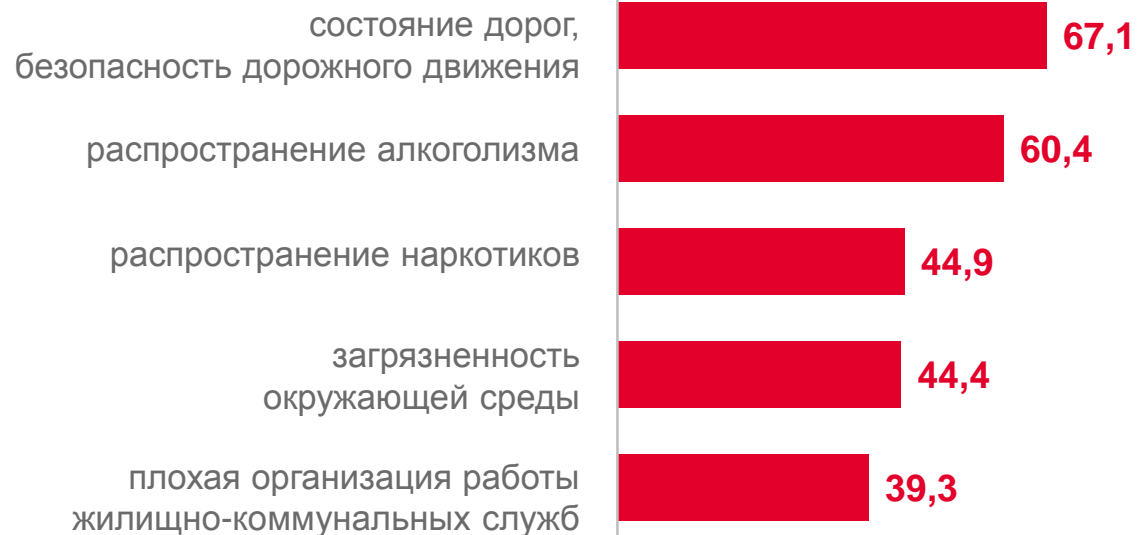 состояние дорог,
безопасность дорожного движения
67,1
распространение алкоголизма
60,4
распространение наркотиков
44,9
загрязненность
окружающей среды
44,4
плохая организация работы
жилищно-коммунальных служб
39,3